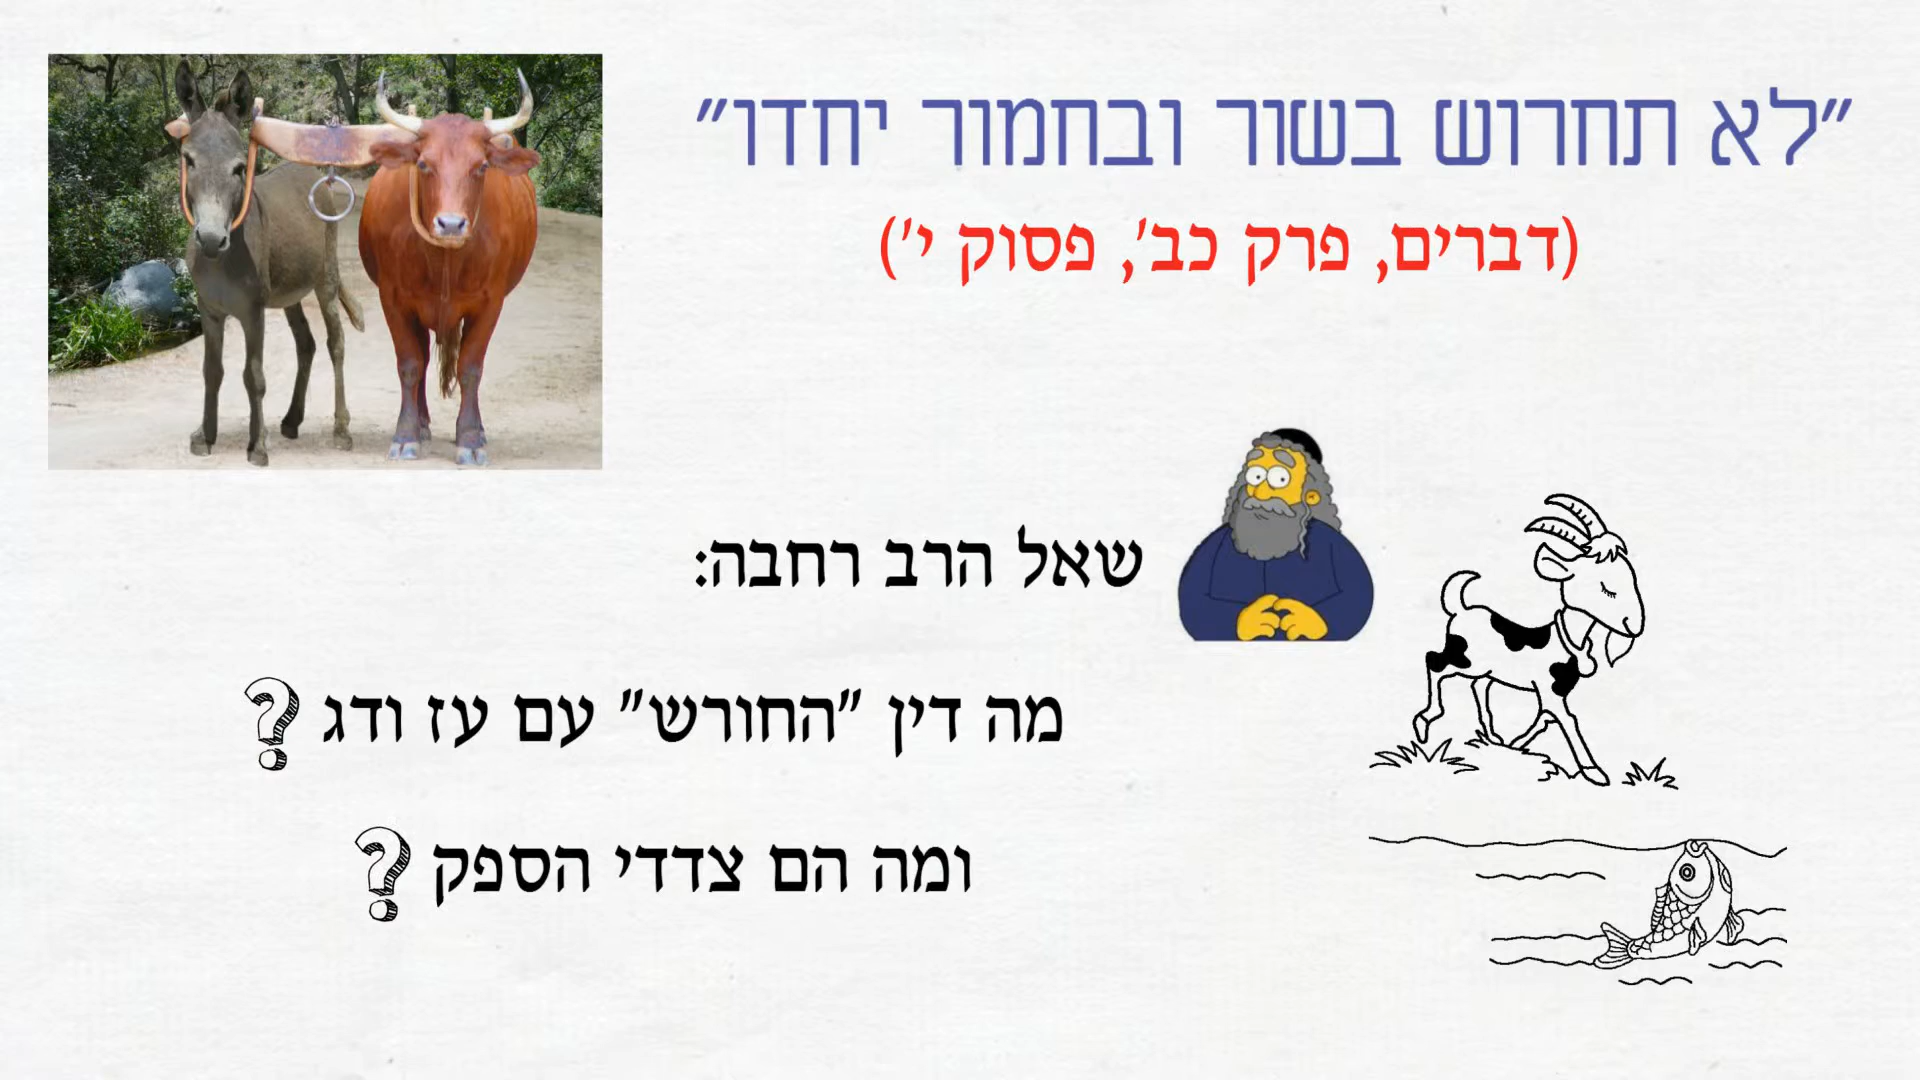 "לא תחרוש בשור ובחמור יחדו"
(דברים, פרק כב', פסוק י')
שאל הרב רחבה:
מה דין "החורש" עם עז ודג ?
ומה הם צדדי הספק ?